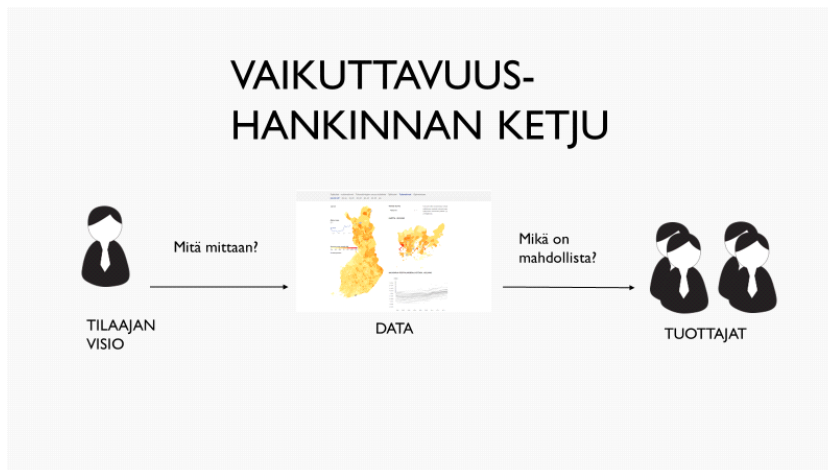 VAIKUTTAVUUS-
HANKINNAN KETJU
Mitä mittaan?
Mikä on
mahdollista?
TILAAJAN
VISIO
DATA
TUOTTAJAT